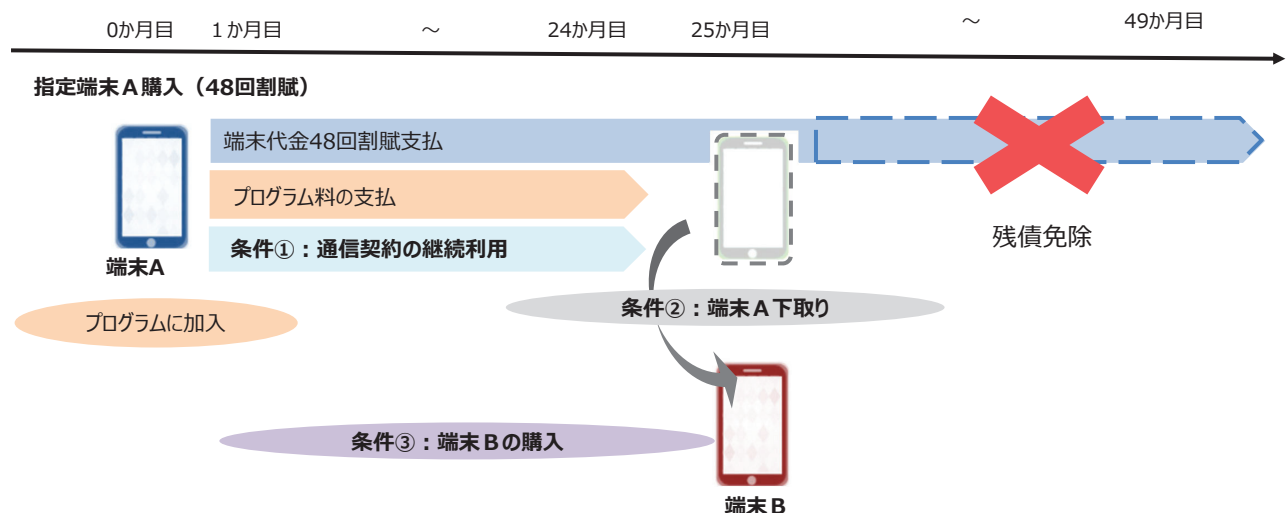 0か月目 1か月目 ～ 24か月目 25か月目 ～ 49か月目
指定端末A購入（48回割賦）
端末代金48回割賦支払
プログラム料の支払
条件①：通信契約の継続利用
残債免除
端末A
条件②：端末A下取り
プログラムに加入
条件③：端末Bの購入
端末B